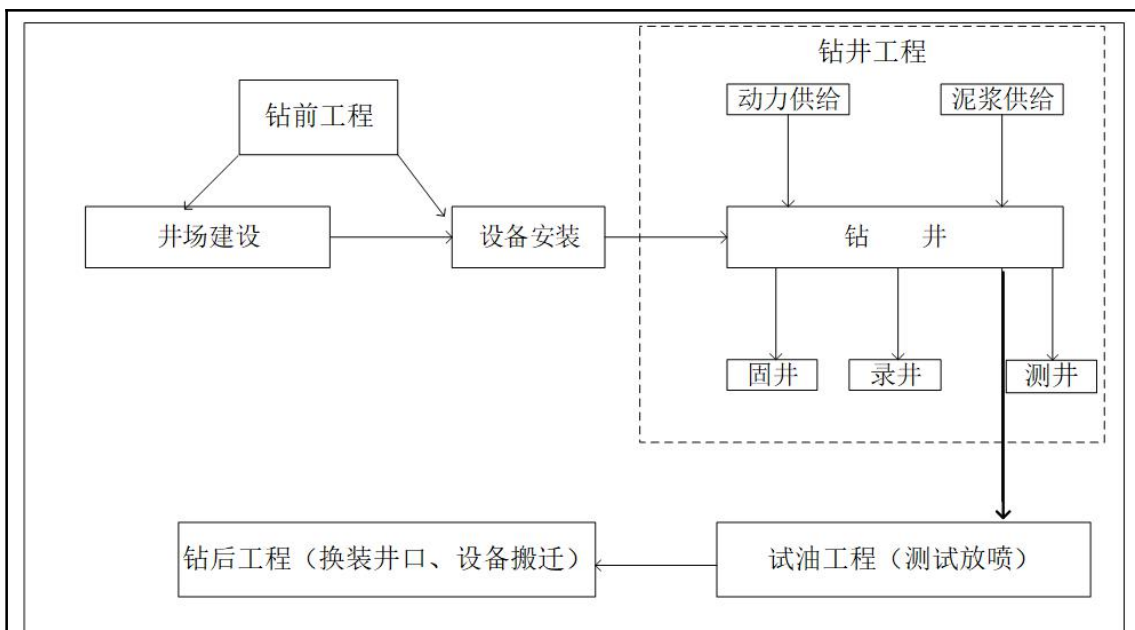 钻井工程
动力供给
泥浆供给
钻前工程
井场建设
设备安装
钻 井
固井
录井
测井
钻后工程（换装井口、设备搬迁）
试油工程（测试放喷）